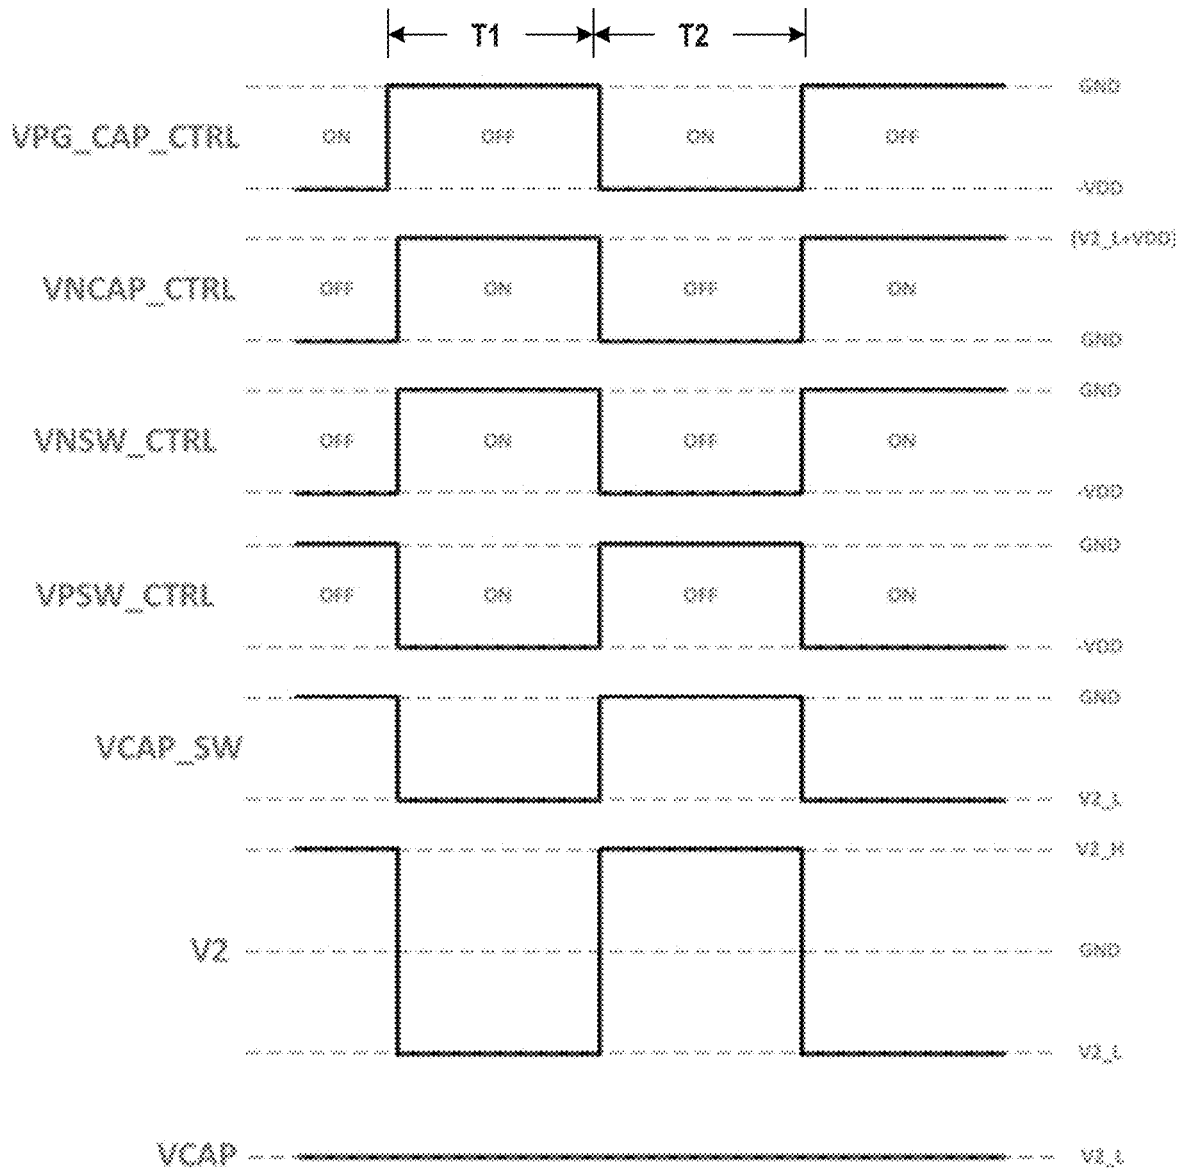 T1 T2
GND
VPG_CAP_CTRL ON OFF ON OFF
-VDD
(V2_L+VDD)
VNCAP_CTRL OFF ON OFF ON
GND
GND
VNSW_CTRL OFF ON OFF ON
-VDD
GND
VPSW_CTRL OFF ON OFF ON
-VDD
GND
VCAP_SW
V2_L
V2_H
V2 GND
V2_L
VCAP V2_L